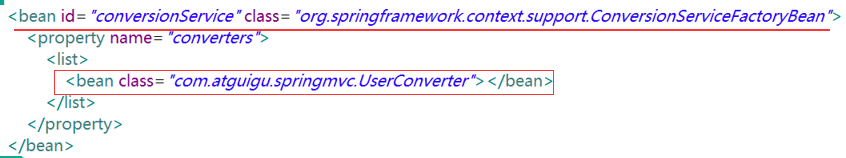 <bean id="conversionService" class="org.springframework.context.support.ConversionServiceFactoryBean">
<property name="converters">
<list>
<bean class="com.atguigu.springmvc.UserConverter"></bean>
</list>
</property>
</bean>